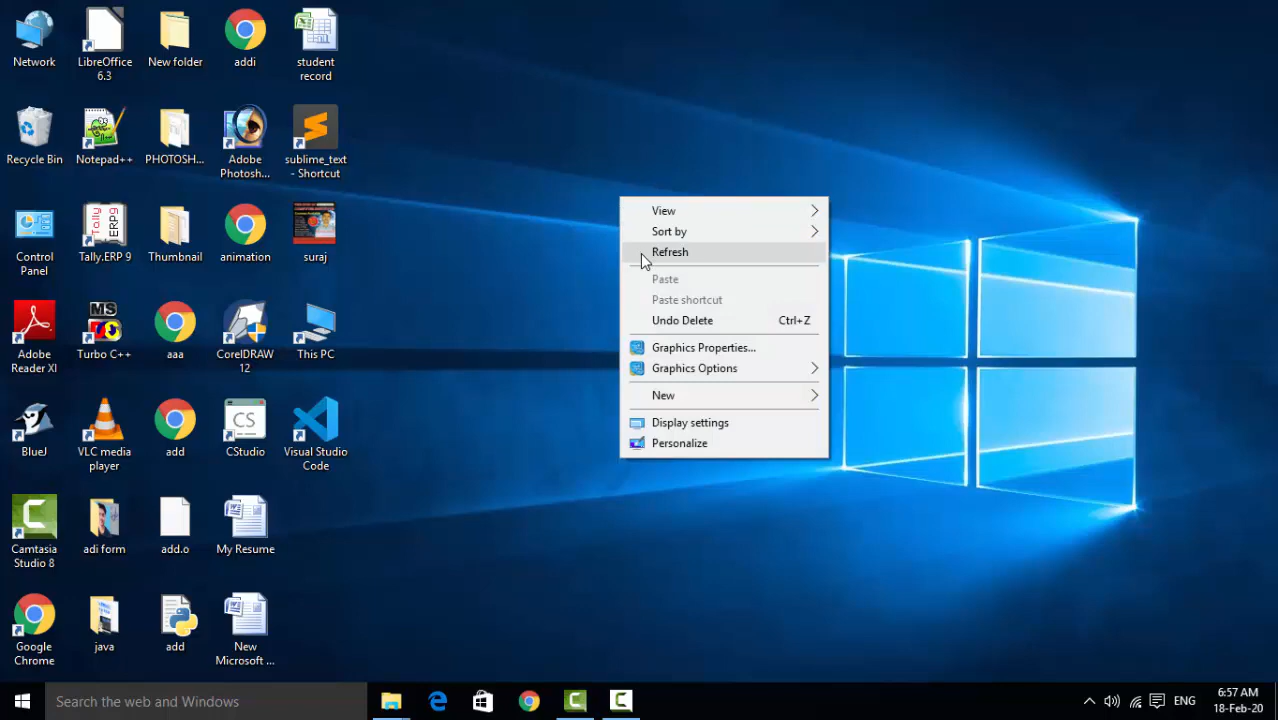 Network
LibreOffice
6.3
New folder
addi
student
record
Recycle Bin
Notepad++
PHOTOSH...
Adobe
Photosh...
sublime_text
- Shortcut
Control
Panel
Tally.ERP 9
Thumbnail
animation
suraj
Adobe
Reader XI
Turbo C++
aaa
CorelDRAW
12
This PC
BlueJ
VLC media
player
add
CStudio
Visual Studio
Code
Camtasia
Studio 8
adi form
add.o
My Resume
Google
Chrome
java
add
New
Microsoft ...
View
Sort by
Refresh
Paste
Paste shortcut
Undo Delete Ctrl+Z
Graphics Properties...
Graphics Options
New
Display settings
Personalize
Search the web and Windows
ENG
6:57 AM
18-Feb-20